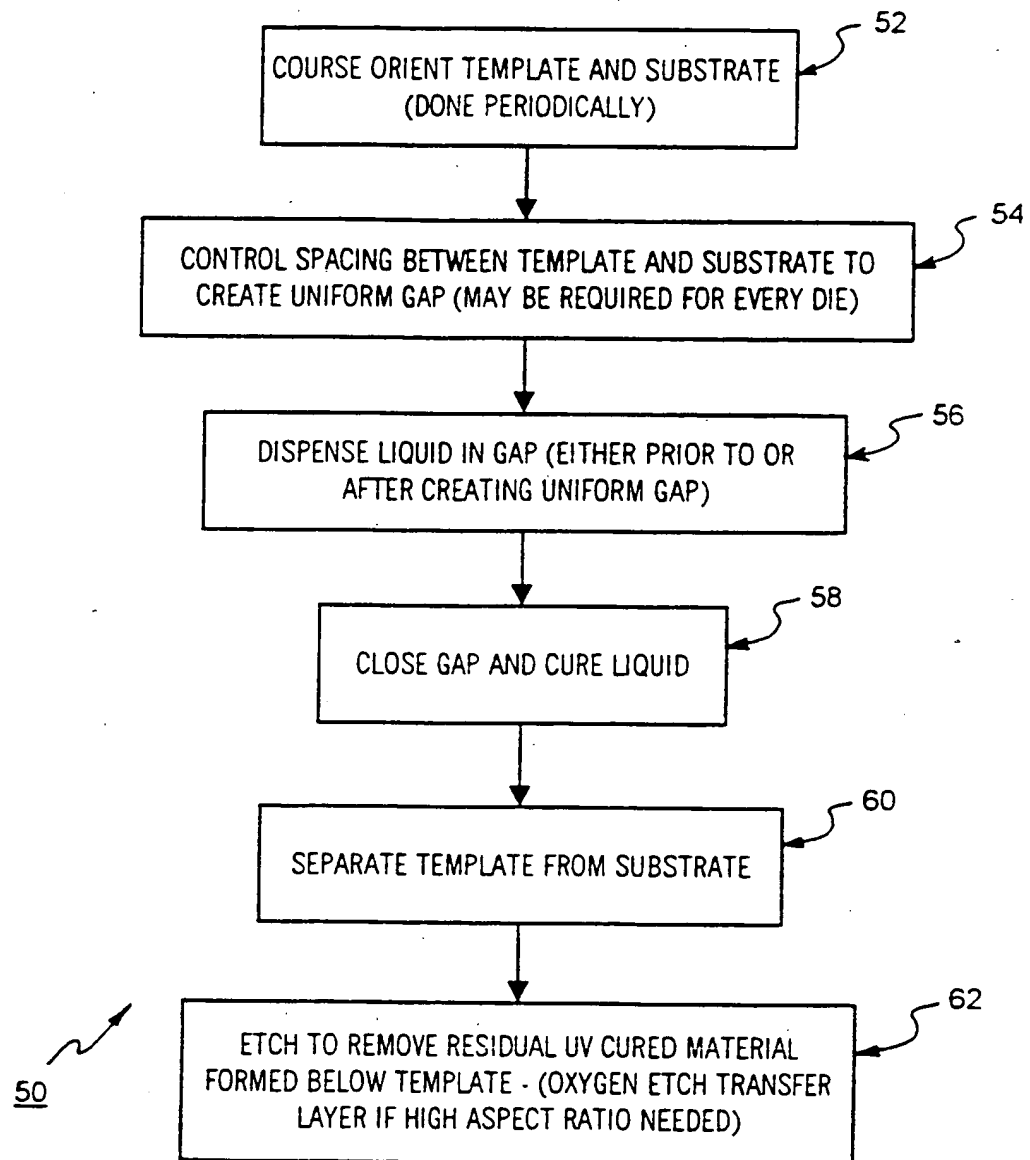 52
COURSE ORIENT TEMPLATE AND SUBSTRATE
(DONE PERIODICALLY)
54
CONTROL SPACING BETWEEN TEMPLATE AND SUBSTRATE TO
CREATE UNIFORM GAP (MAY BE REQUIRED FOR EVERY DIE)
56
DISPENSE LIQUID IN GAP (EITHER PRIOR TO OR
AFTER CREATING UNIFORM GAP)
58
CLOSE GAP AND CURE LIQUID
60
SEPARATE TEMPLATE FROM SUBSTRATE
62
ETCH TO REMOVE RESIDUAL UV CURED MATERIAL
FORMED BELOW TEMPLATE - (OXYGEN ETCH TRANSFER
LAYER IF HIGH ASPECT RATIO NEEDED)
50